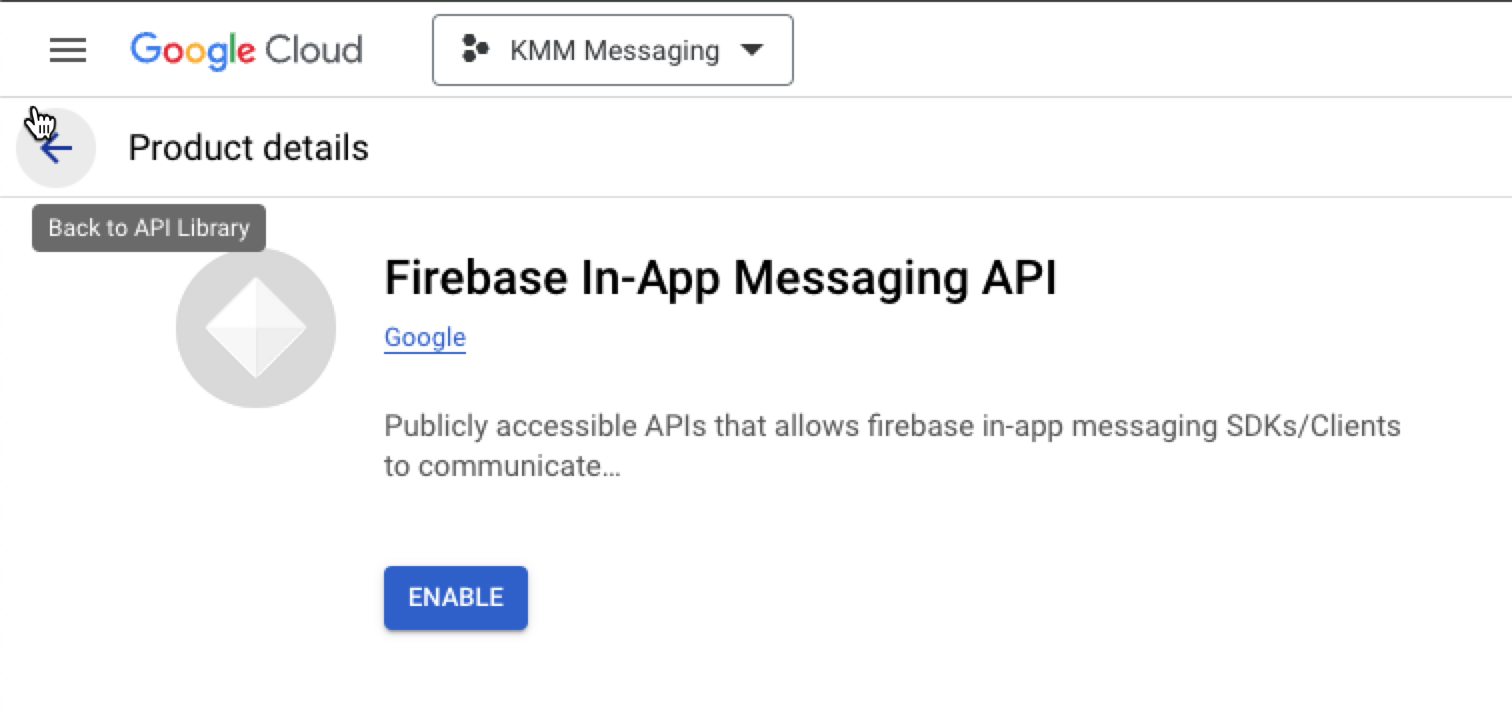 Google Cloud
KMM Messaging
Product details
Back to API Library
Firebase In-App Messaging API
Google
Publicly accessible APIs that allows firebase in-app messaging SDKs/Clients
to communicate…
ENABLE